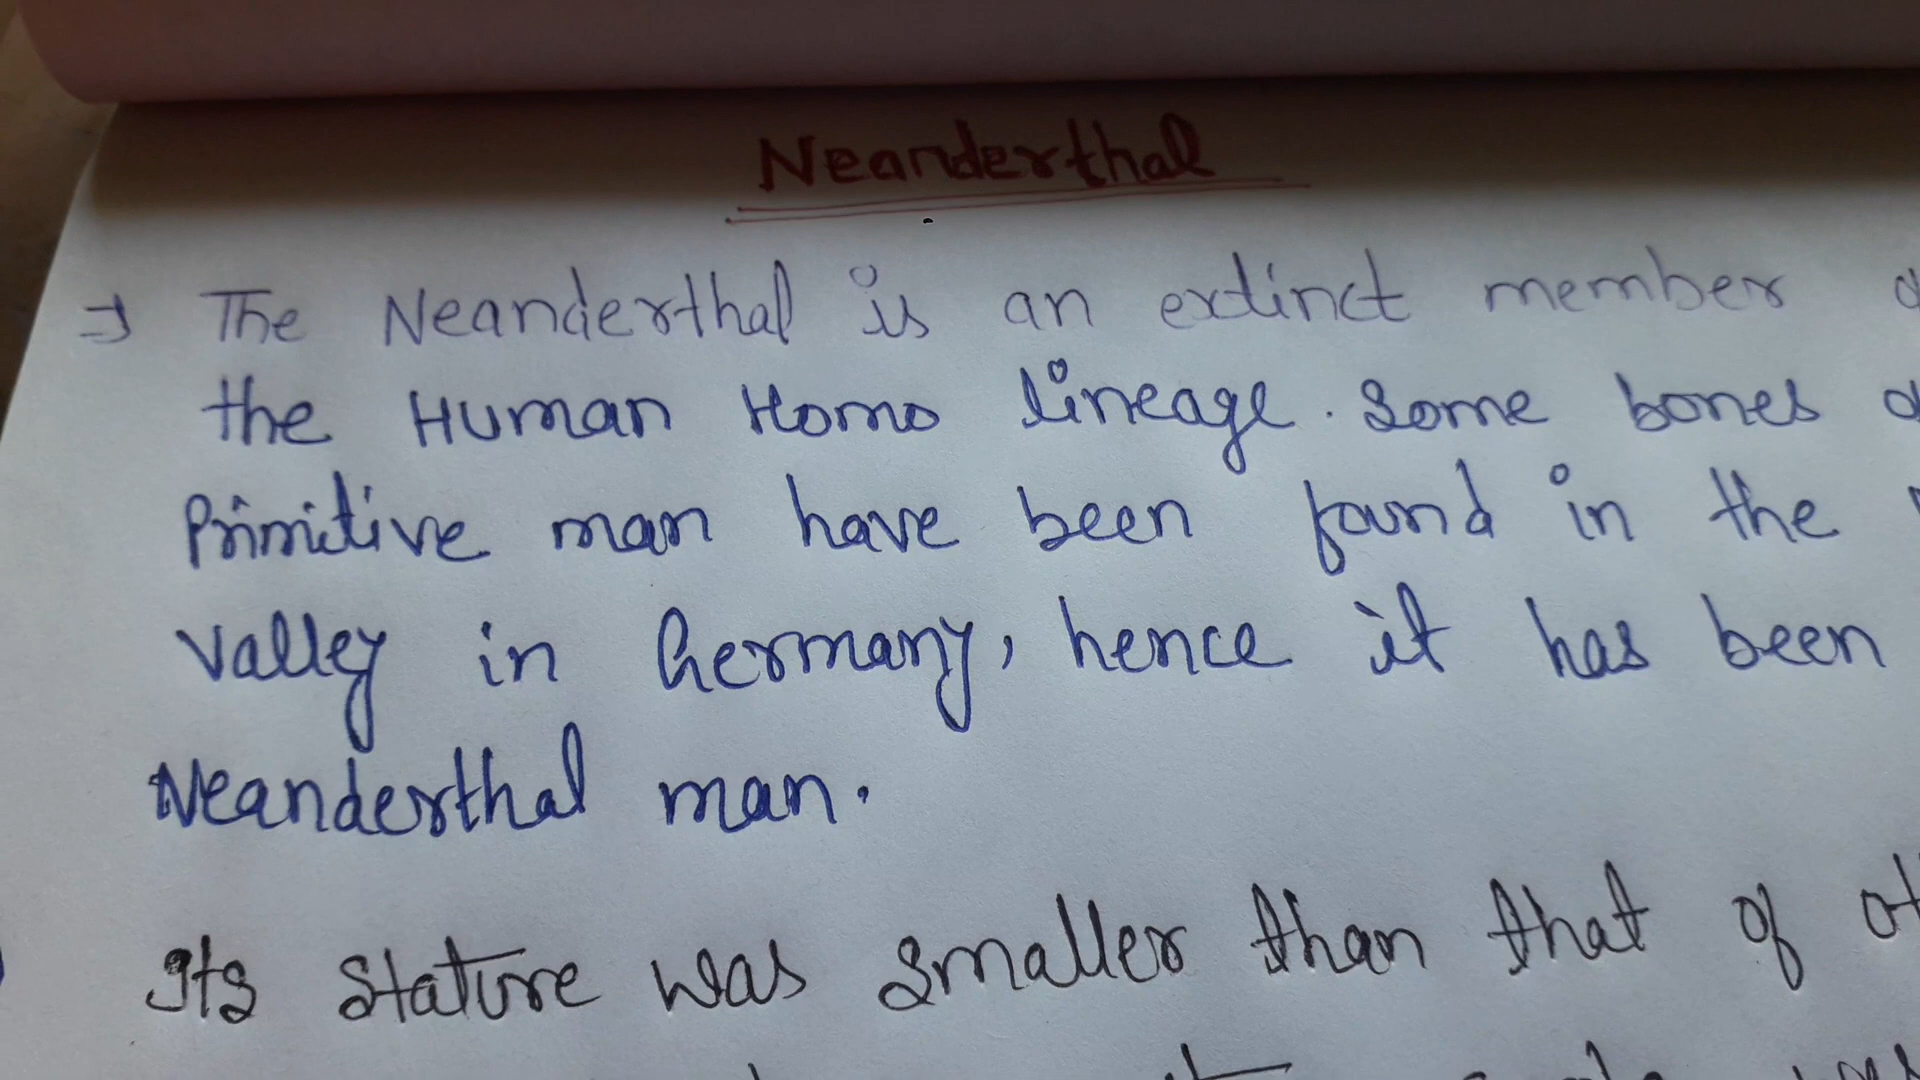 Neanderthal
⇒ The Neanderthal is an extinct member
the Human Homo lineage. Some bones
Primitive man have been found in the
valley in Germany, hence it has been
Neanderthal man.
Its stature was smaller than that of